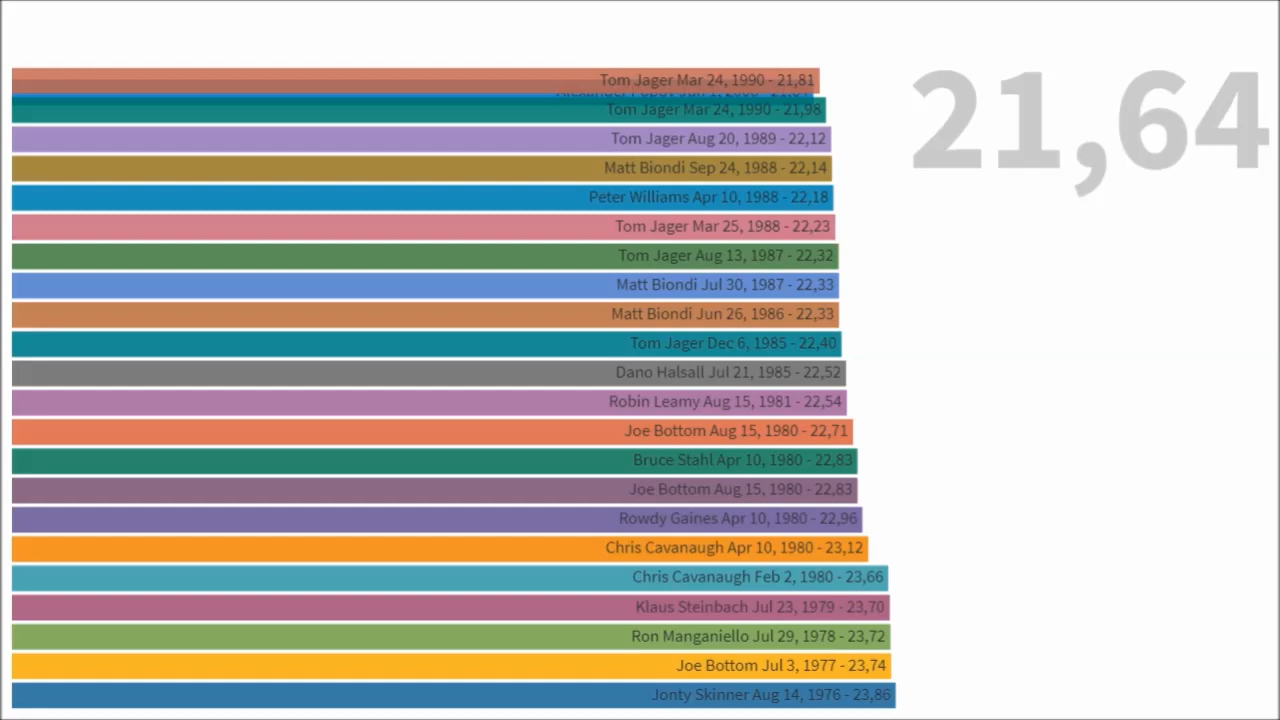 21,64
Tom Jager Mar 24, 1990 - 21,81
Tom Jager Mar 24, 1990 - 21,98
Tom Jager Aug 20, 1989 - 22,12
Matt Biondi Sep 24, 1988 - 22,14
Peter Williams Apr 10, 1988 - 22,18
Tom Jager Mar 25, 1988 - 22,23
Tom Jager Aug 13, 1987 - 22,32
Matt Biondi Jul 30, 1987 - 22,33
Matt Biondi Jun 26, 1986 - 22,33
Tom Jager Dec 6, 1985 - 22,40
Dano Halsall Jul 21, 1985 - 22,52
Robin Leamy Aug 15, 1981 - 22,54
Joe Bottom Aug 15, 1980 - 22,71
Bruce Stahl Apr 10, 1980 - 22,83
Joe Bottom Aug 15, 1980 - 22,83
Rowdy Gaines Apr 10, 1980 - 22,96
Chris Cavanaugh Apr 10, 1980 - 23,12
Chris Cavanaugh Feb 2, 1980 - 23,66
Klaus Steinbach Jul 23, 1979 - 23,70
Ron Manganiello Jul 29, 1978 - 23,72
Joe Bottom Jul 3, 1977 - 23,74
Jonty Skinner Aug 14, 1976 - 23,86